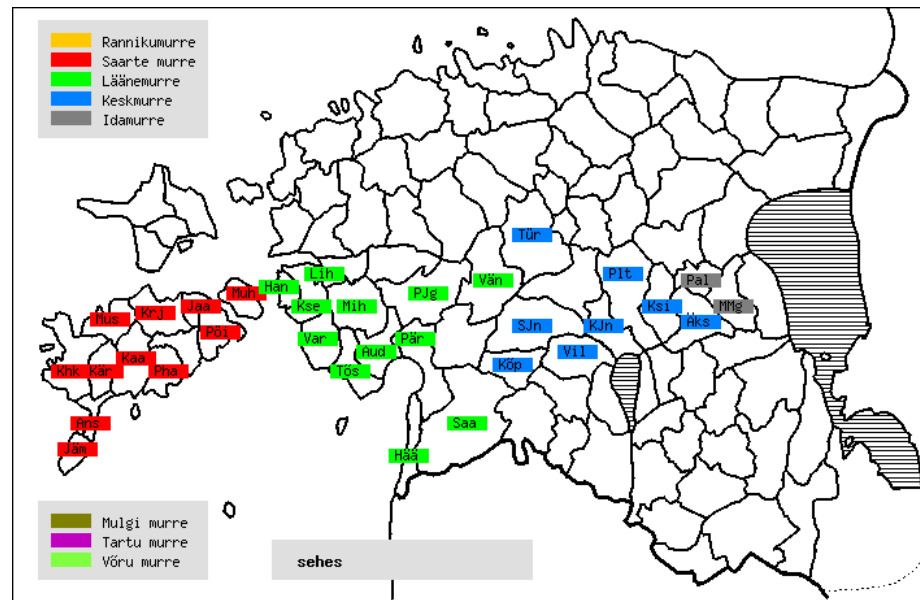 Rannikumurre
Saarte murre
Läänemurre
Keskmurre
Idamurre
Tür
Lih
Plt
Pal
Han
Vän
Muh
PJg
Kse
Mih
Jaa
Ksi
MMg
Krj
Mus
Äks
SJn
KJn
Pöi
Var
Pär
Aud
Vil
Kaa
Kõp
Khk
Kär
Pha
Tõs
Ans
Saa
Jäm
Hää
Mulgi murre
Tartu murre
Võru murre
sehes